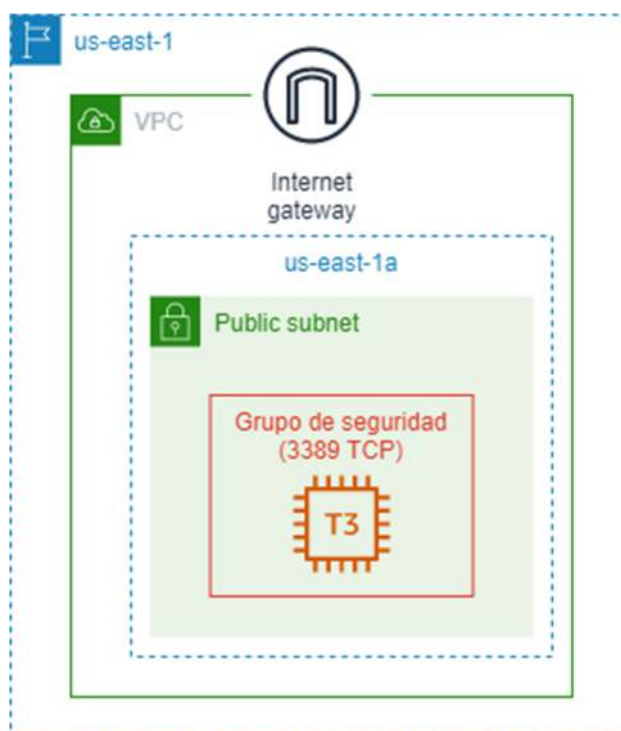 us-east-1
VPC
Internet
gateway
us-east-1a
Public subnet
Grupo de seguridad
(3389 TCP)
T3